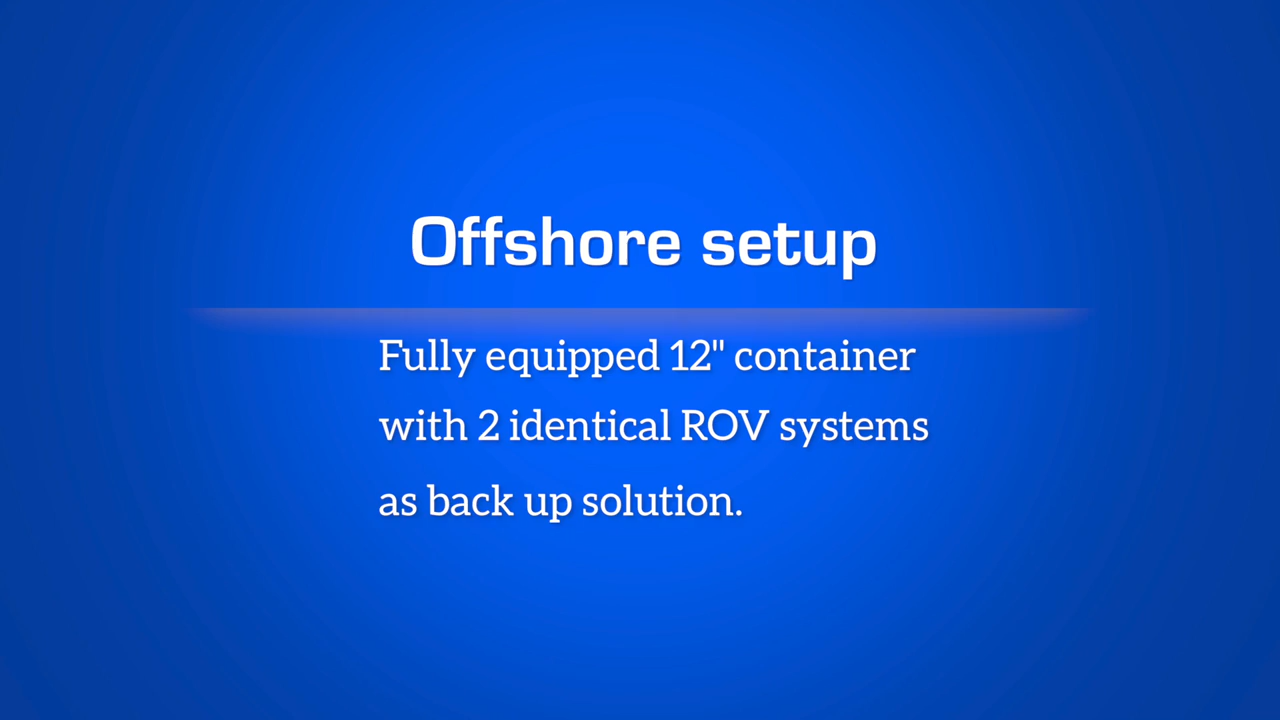 Offshore setup
Fully equipped 12" container
with 2 identical ROV systems
as back up solution.